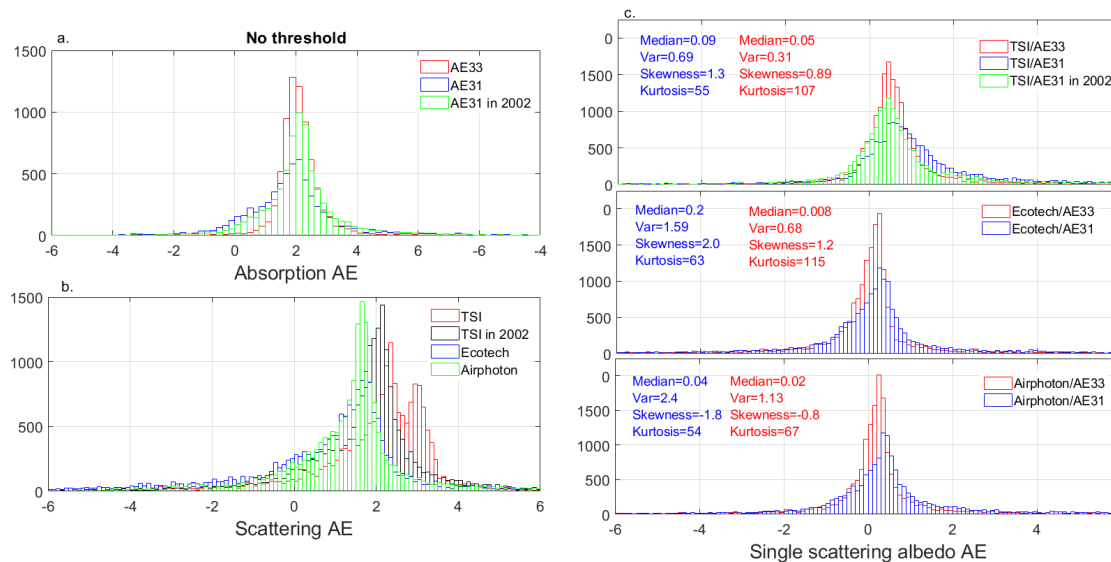 a.
No threshold
1500
1000
500
0
AE33
AE31
AE31 in 2002
-6 -4 -2 0 2 4 -6 -4
Absorption AE
b.
1500
1000
500
0
TSI
TSI in 2002
Ecotech
Airphoton
-6 -4 -2 0 2 4 6
Scattering AE
c.
0
1500
1000
500
0
Median=0.09
Var=0.69
Skewness=1.3
Kurtosis=55
Median=0.05
Var=0.31
Skewness=0.89
Kurtosis=107
TSI/AE33
TSI/AE31
TSI/AE31 in 2002
0
1500
1000
500
0
Median=0.2
Var=1.59
Skewness=2.0
Kurtosis=63
Median=0.008
Var=0.68
Skewness=1.2
Kurtosis=115
Ecotech/AE33
Ecotech/AE31
0
1500
1000
500
0
Median=0.04
Var=2.4
Skewness=-1.8
Kurtosis=54
Median=0.02
Var=1.13
Skewness=-0.8
Kurtosis=67
Airphoton/AE33
Airphoton/AE31
-6 -4 -2 0 2 4
Single scattering albedo AE